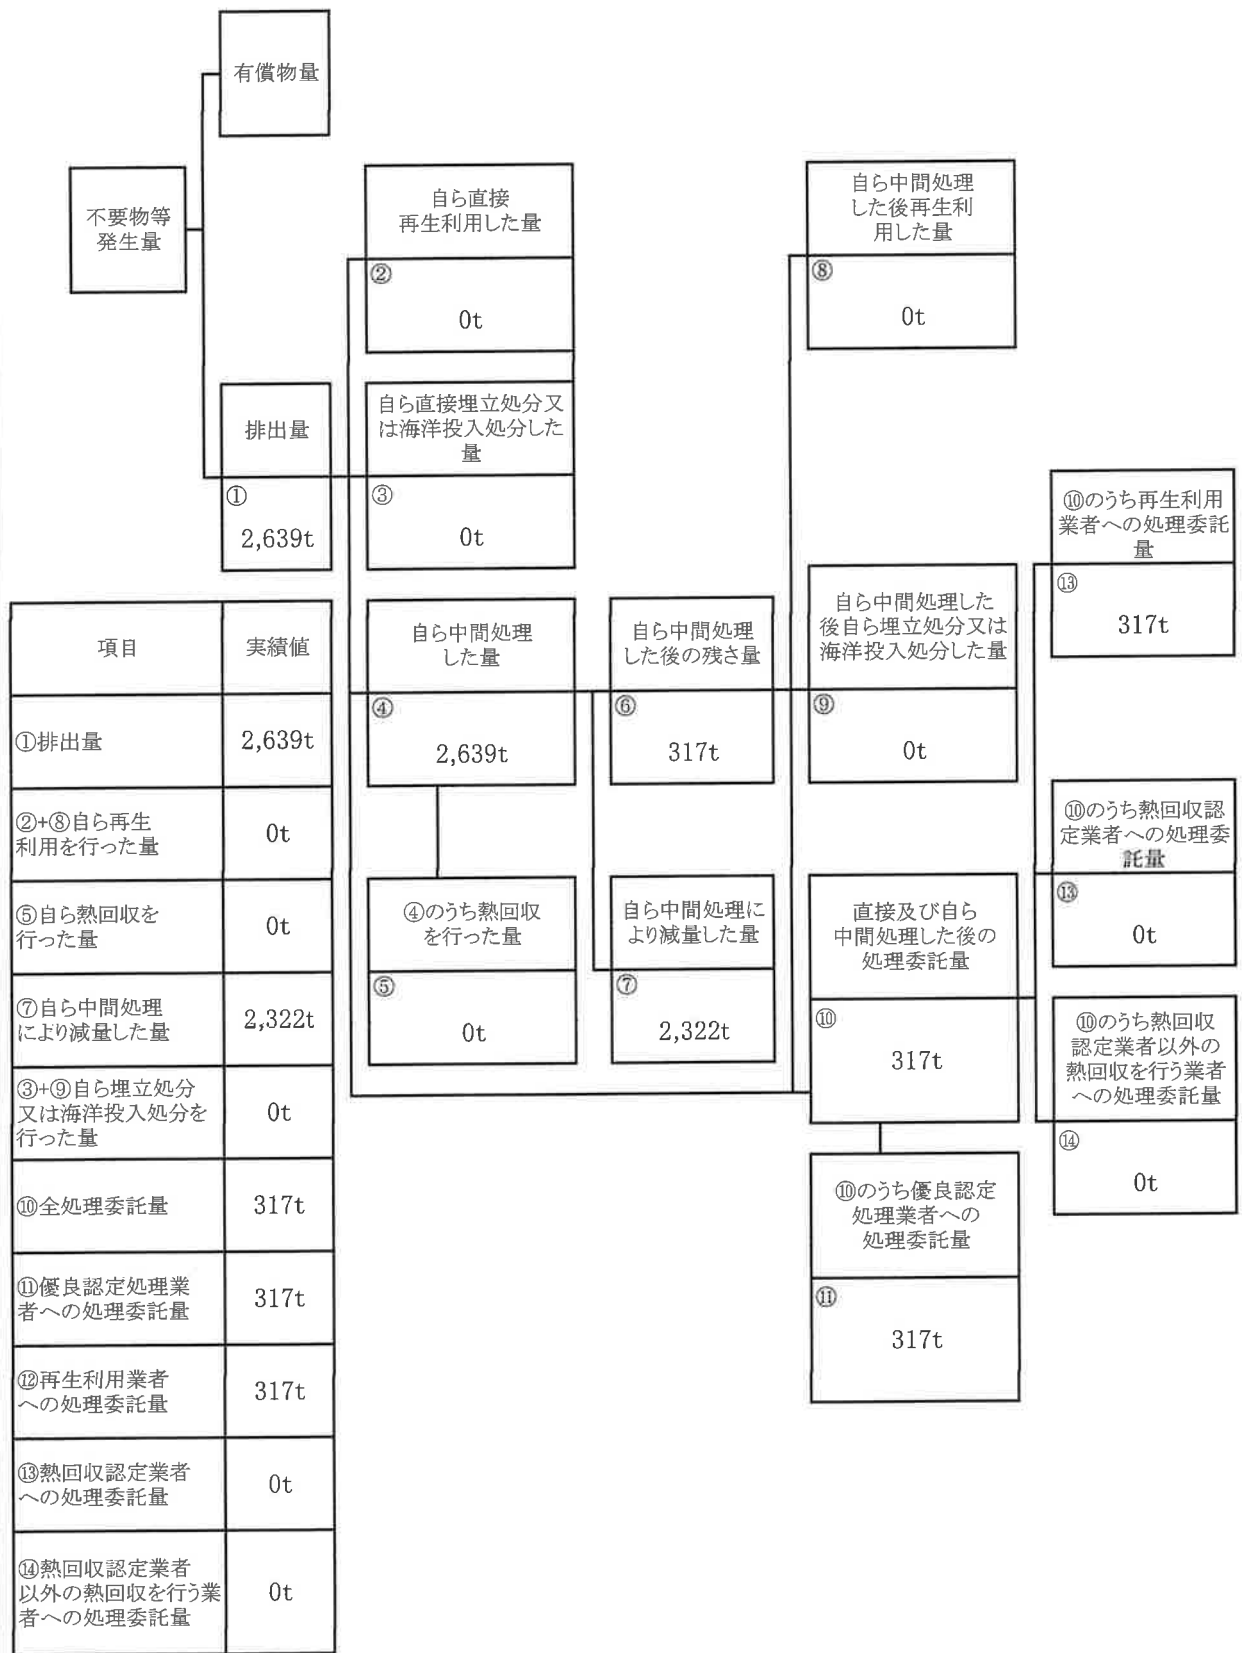 有償物量
不要物等
発生量
自ら直接
再生利用した量
②
0t
自ら中間処理
した後再生利
用した量
⑧
0t
排出量
①
2,639t
自ら直接埋立処分又
は海洋投入処分した
量
③
0t
⑩のうち再生利用
業者への処理委託
量
⑬
317t
自ら中間処理
した量
④
2,639t
自ら中間処理
した後の残さ量
⑥
317t
自ら中間処理した
後自ら埋立処分又は
海洋投入処分した量
⑨
0t
⑩のうち熱回収認
定業者への処理委
託量
⑬
0t
④のうち熱回収
を行った量
⑤
0t
自ら中間処理に
より減量した量
⑦
2,322t
直接及び自ら
中間処理した後の
処理委託量
⑩
317t
⑩のうち熱回収
認定業者以外の
熱回収を行う業者
への処理委託量
⑭
0t
⑩のうち優良認定
処理業者への
処理委託量
⑪
317t
項目 実績値
①排出量 2,639t
②+⑧自ら再生
利用を行った量 0t
⑤自ら熱回収を
行った量 0t
⑦自ら中間処理
により減量した量 2,322t
③+⑨自ら埋立処分
又は海洋投入処分を
行った量 0t
⑩全処理委託量 317t
⑪優良認定処理業
者への処理委託量 317t
⑫再生利用業者
への処理委託量 317t
⑬熱回収認定業者
への処理委託量 0t
⑭熱回収認定業者
以外の熱回収を行う業
者への処理委託量 0t